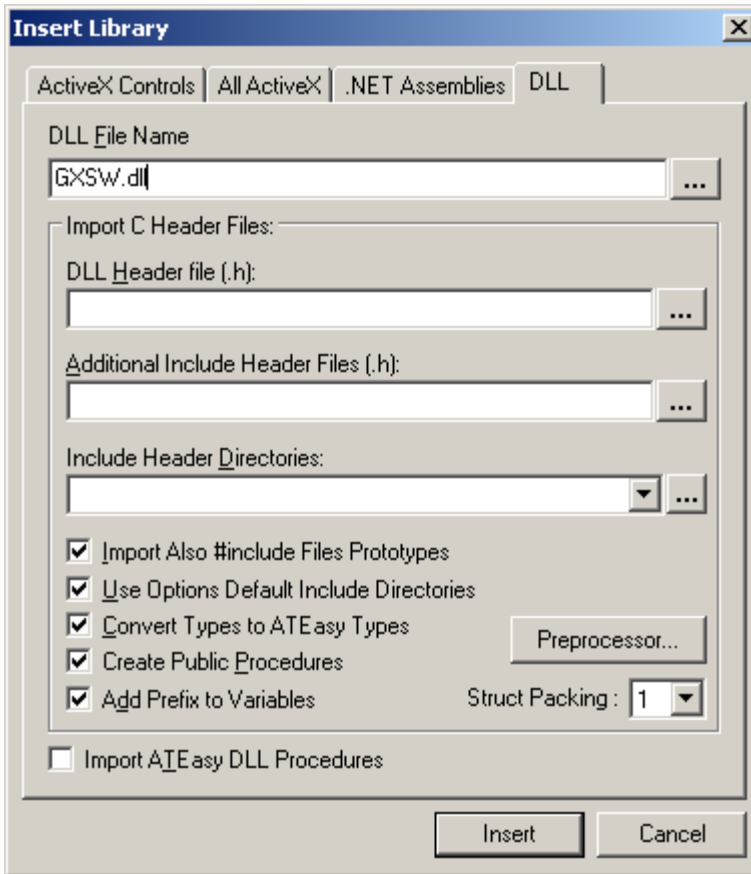 Insert Library
ActiveX Controls All ActiveX .NET Assemblies DLL
DLL File Name
GXSW.dll
...
Import C Header Files:
DLL Header file (.h):
...
Additional Include Header Files (.h):
...
Include Header Directories:
...
Import Also #include Files Prototypes
Use Options Default Include Directories
Convert Types to ATEasy Types
Preprocessor...
Create Public Procedures
Add Prefix to Variables Struct Packing : 1
Import ATEasy DLL Procedures
Insert Cancel